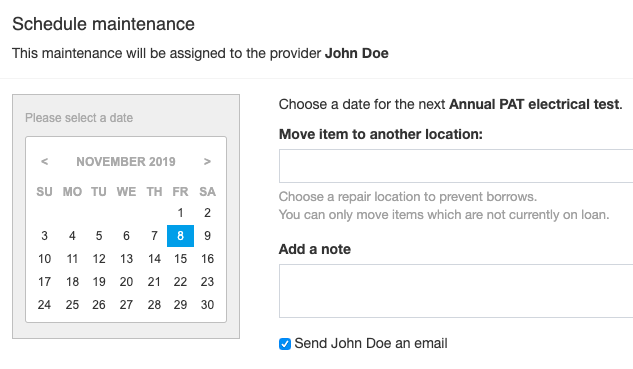 Schedule maintenance
This maintenance will be assigned to the provider John Doe
Please select a date
< NOVEMBER 2019 >
SU MO TU WE TH FR SA
1 2
3 4 5 6 7 8 9
10 11 12 13 14 15 16
17 18 19 20 21 22 23
24 25 26 27 28 29 30
Choose a date for the next Annual PAT electrical test.
Move item to another location:
Choose a repair location to prevent borrows.
You can only move items which are not currently on loan.
Add a note
Send John Doe an email